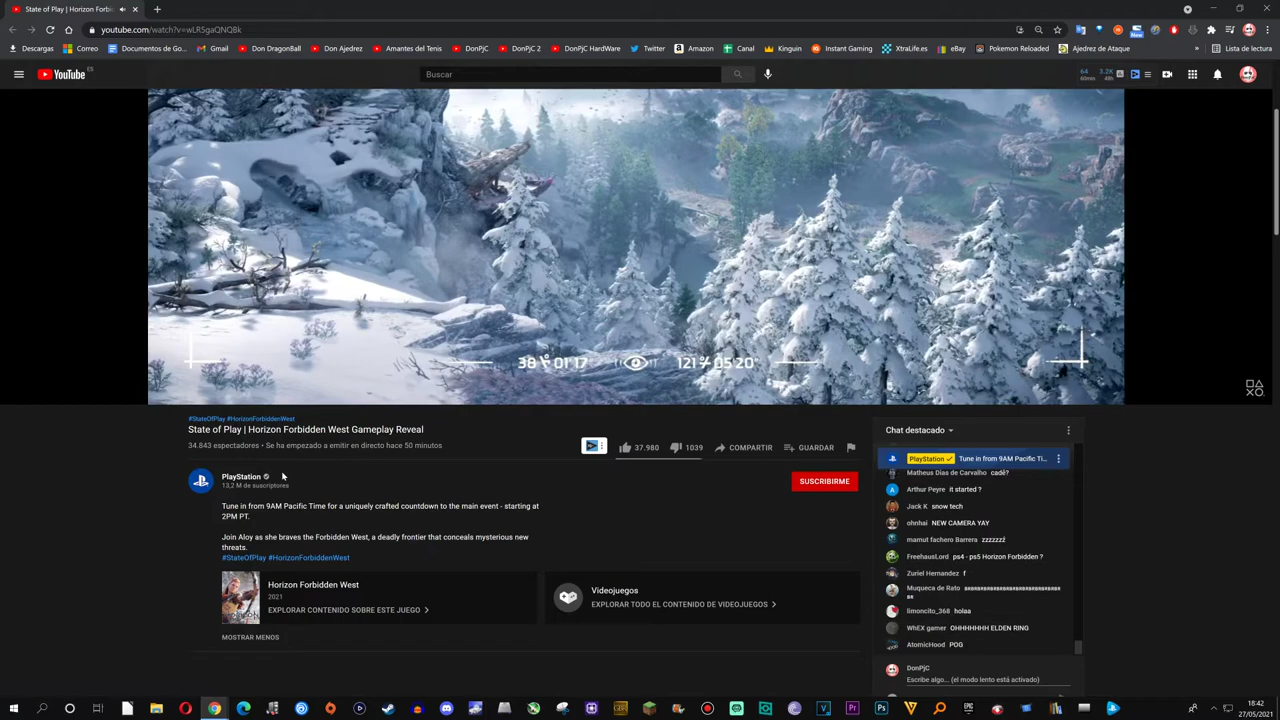 State of Play | Horizon Forbi
youtube.com/watch?v=wLR5gaQNQBk
Descargas
Correo
Documentos de Go...
Gmail
Don DragonBall
Don Ajedrez
Amantes del Tenis
DonPjC
DonPjC 2
DonPjC HardWare
Twitter
Amazon
Canal
Kinguin
Instant Gaming
XtraLife.es
eBay
Pokemon Reloaded
Ajedrez de Ataque
»
Lista de lectura
YouTube ES
Buscar
64 3.2K
60min 48h
#StateOfPlay #HorizonForbiddenWest
State of Play | Horizon Forbidden West Gameplay Reveal
34.843 espectadores • Se ha empezado a emitir en directo hace 50 minutos
37.980
1039
COMPARTIR
GUARDAR
PlayStation
13,2 M de suscriptores
SUSCRIBIRME
Tune in from 9AM Pacific Time for a uniquely crafted countdown to the main event - starting at
2PM PT.
Join Aloy as she braves the Forbidden West, a deadly frontier that conceals mysterious new
threats.
#StateOfPlay #HorizonForbiddenWest
Horizon Forbidden West
2021
EXPLORAR CONTENIDO SOBRE ESTE JUEGO
Videojuegos
EXPLORAR TODO EL CONTENIDO DE VIDEOJUEGOS
MOSTRAR MENOS
Chat destacado
PlayStation Tune in from 9AM Pacific Ti...
Matheus Dias de Carvalho cadê?
Arthur Peyre it started ?
Jack K snow tech
ohnhai NEW CAMERA YAY
mamut fachero Barrera zzzzzzź
FreehausLord ps4 - ps5 Horizon Forbidden ?
Zuriel Hernandez f
Muqueca de Rato
limoncito_368 holaa
WhEX gamer OHHHHHHH ELDEN RING
AtomicHood POG
DonPjC
Escribe algo... (el modo lento está activado)
18:42
27/05/2021